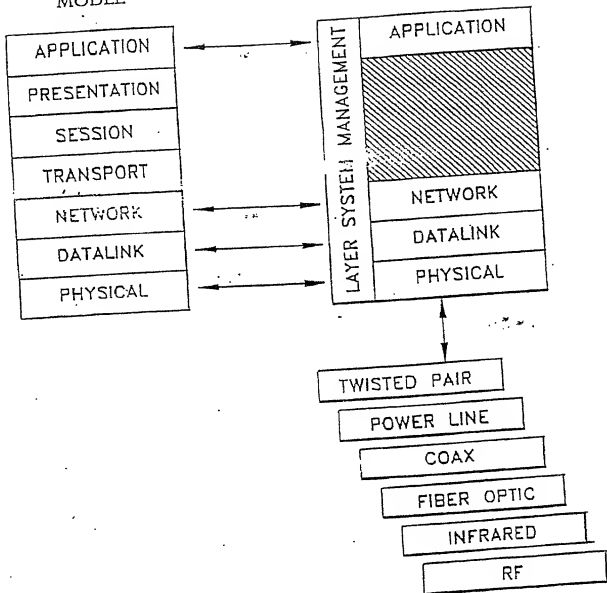 MODEL
APPLICATION
PRESENTATION
SESSION
TRANSPORT
NETWORK
DATALINK
PHYSICAL
LAYER SYSTEM MANAGEMENT
APPLICATION
NETWORK
DATALINK
PHYSICAL
TWISTED PAIR
POWER LINE
COAX
FIBER OPTIC
INFRARED
RF